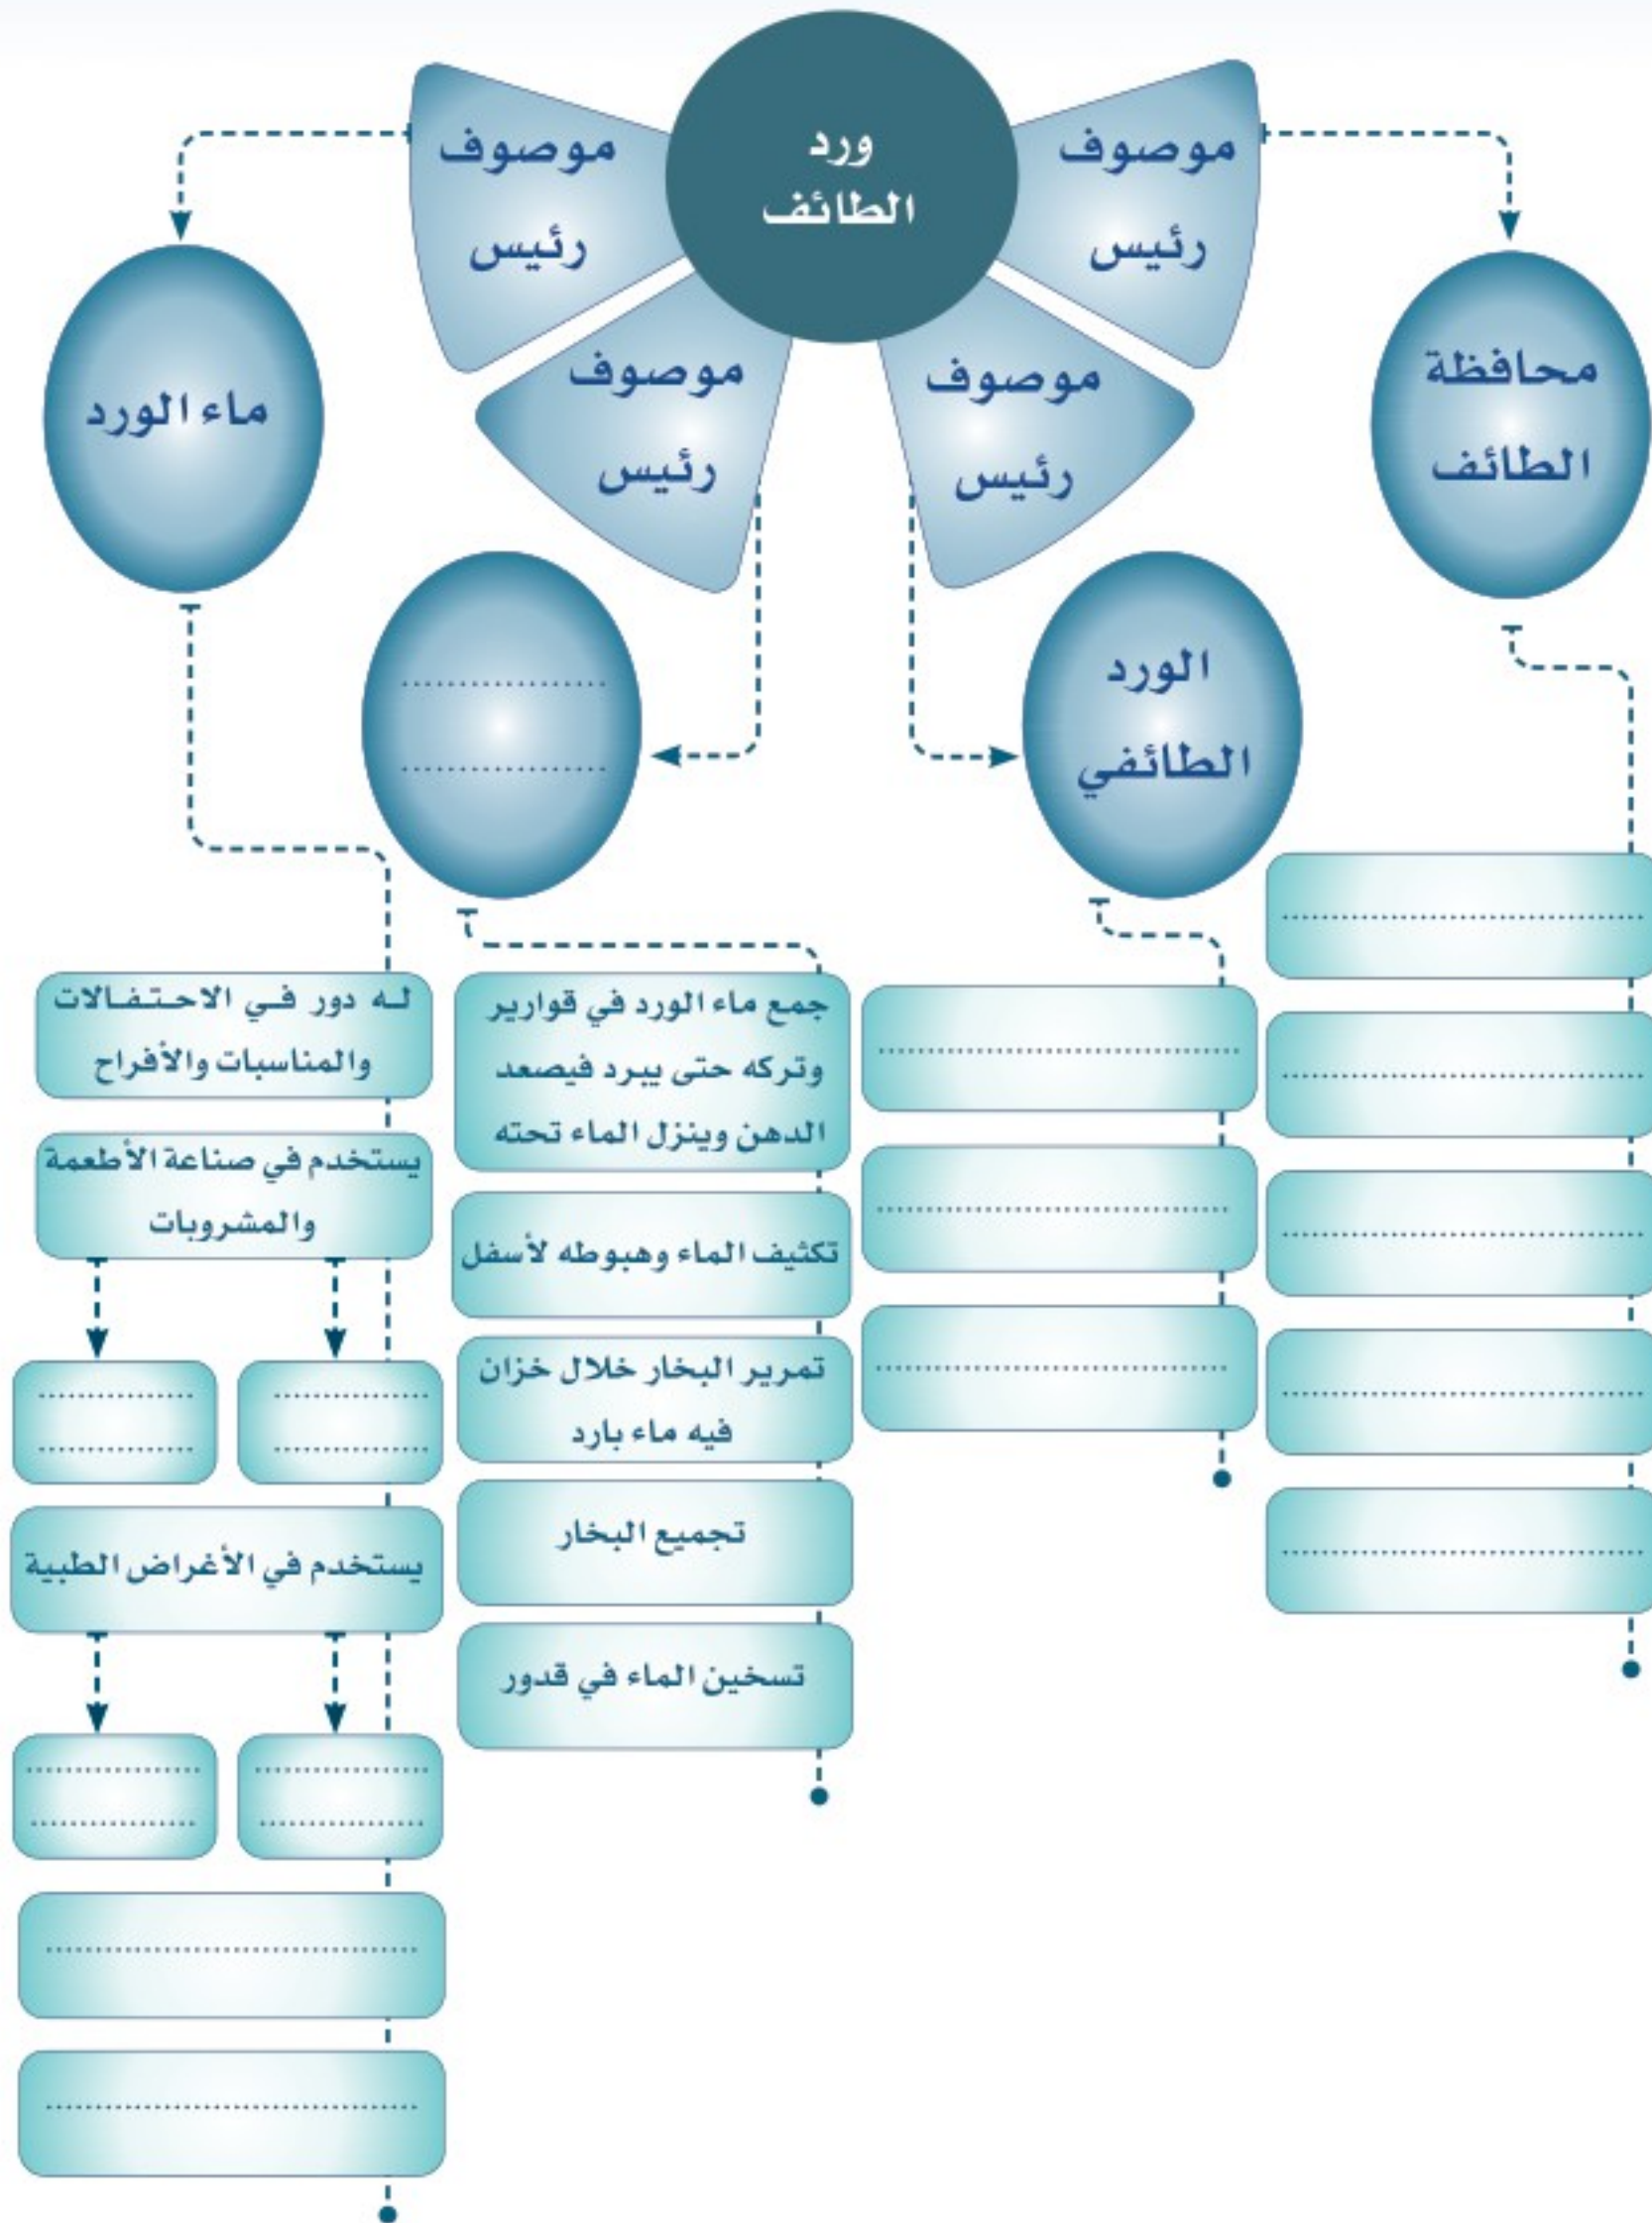 ورد
الطائف
موصوف
رئيس
موصوف
رئيس
موصوف
رئيس
موصوف
رئيس
محافظة
الطائف
الورد
الطائفي
..................
..................
ماء الورد
..................
..................
..................
..................
..................
..................
..................
..................
جمع ماء الورد في قوارير
وتركه حتى يبرد فيصعد
الدهن وينزل الماء تحته
تكثيف الماء وهبوطه لأسفل
تمرير البخار خلال خزان
فيه ماء بارد
تجميع البخار
تسخين الماء في قدور
له دور في الاحتفالات
والمناسبات والأفراح
يستخدم في صناعة الأطعمة
والمشروبات
..................
..................
..................
..................
يستخدم في الأغراض الطبية
..................
..................
..................
..................
..................
..................